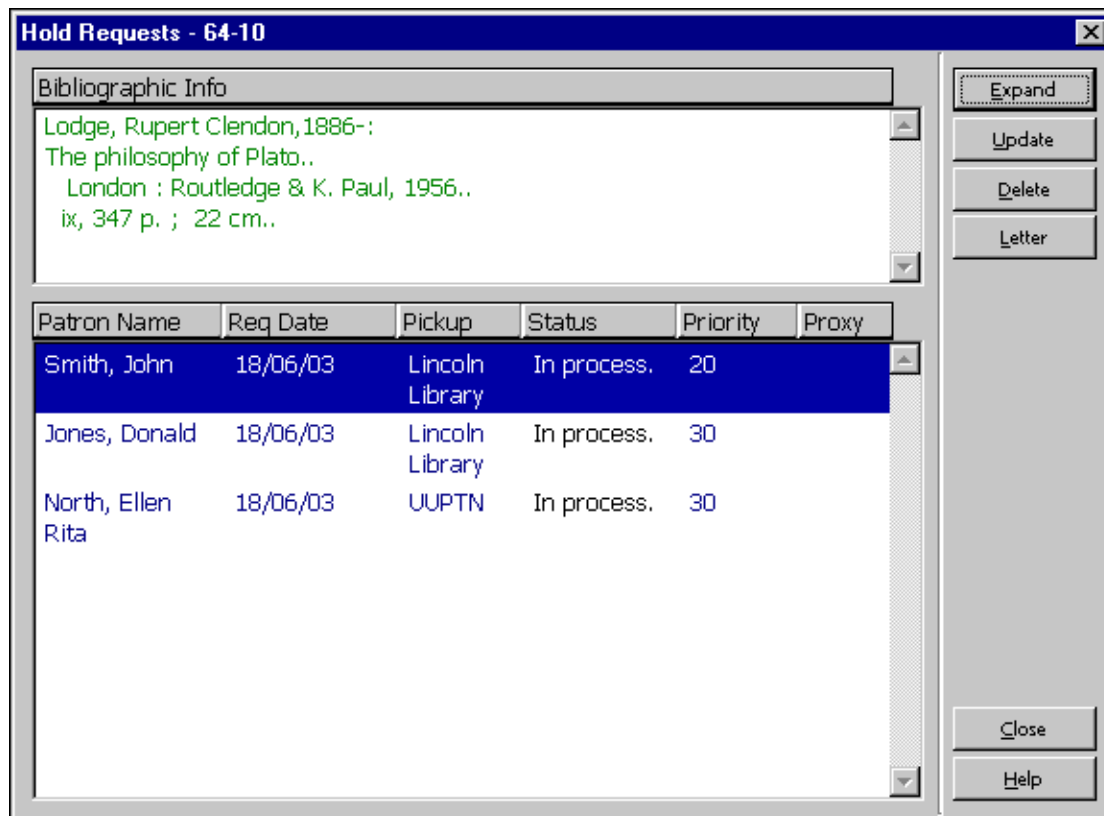 Hold Requests - 64-10
Bibliographic Info
Lodge, Rupert Clendon,1886-:
The philosophy of Plato..
London : Routledge & K. Paul, 1956..
ix, 347 p. ; 22 cm..
Expand
Update
Delete
Letter
Patron Name Req Date Pickup Status Priority Proxy
Smith, John 18/06/03 Lincoln In process. 20
Library
Jones, Donald 18/06/03 Lincoln In process. 30
Library
North, Ellen 18/06/03 UUPTN In process. 30
Rita
Close
Help